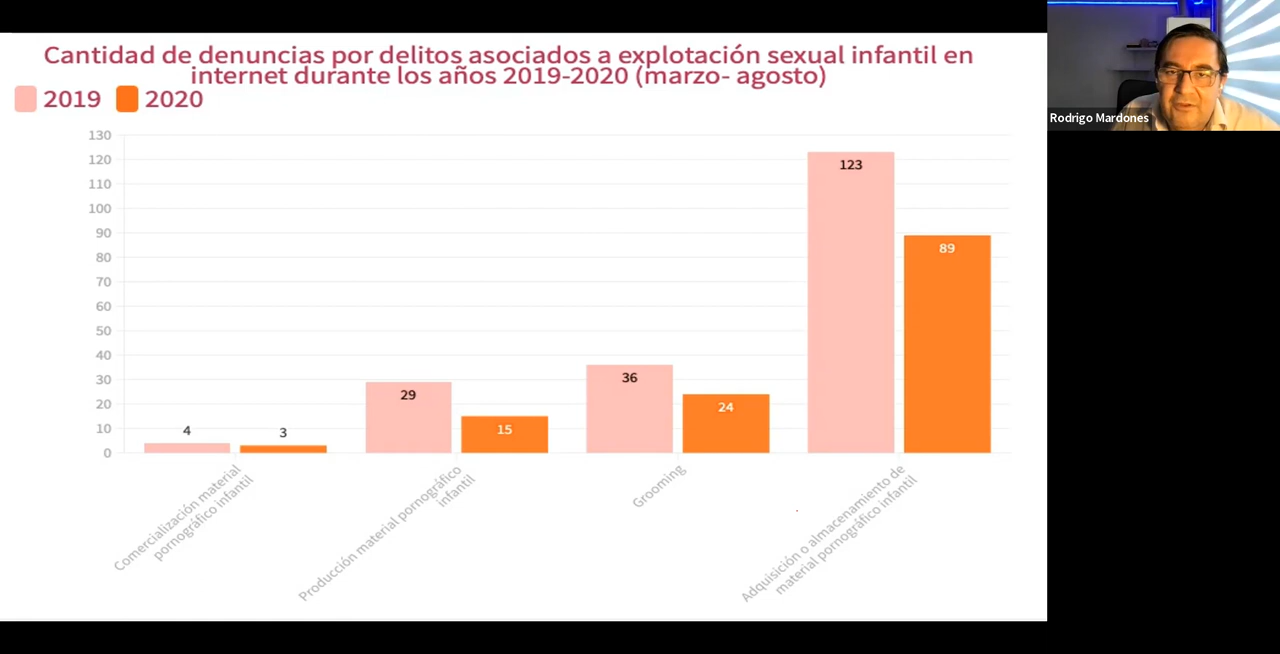 Cantidad de denuncias por delitos asociados a explotación sexual infantil en
internet durante los años 2019-2020 (marzo- agosto)
2019 2020
130
120
110
100
90
80
70
60
50
40
30
20
10
0
4
3
29
15
36
24
123
89
Comercialización material
pornográfico infantil
Producción material pornográfico
infantil
Grooming
Adquisición o almacenamiento de
material pornográfico infantil
Rodrigo Mardones